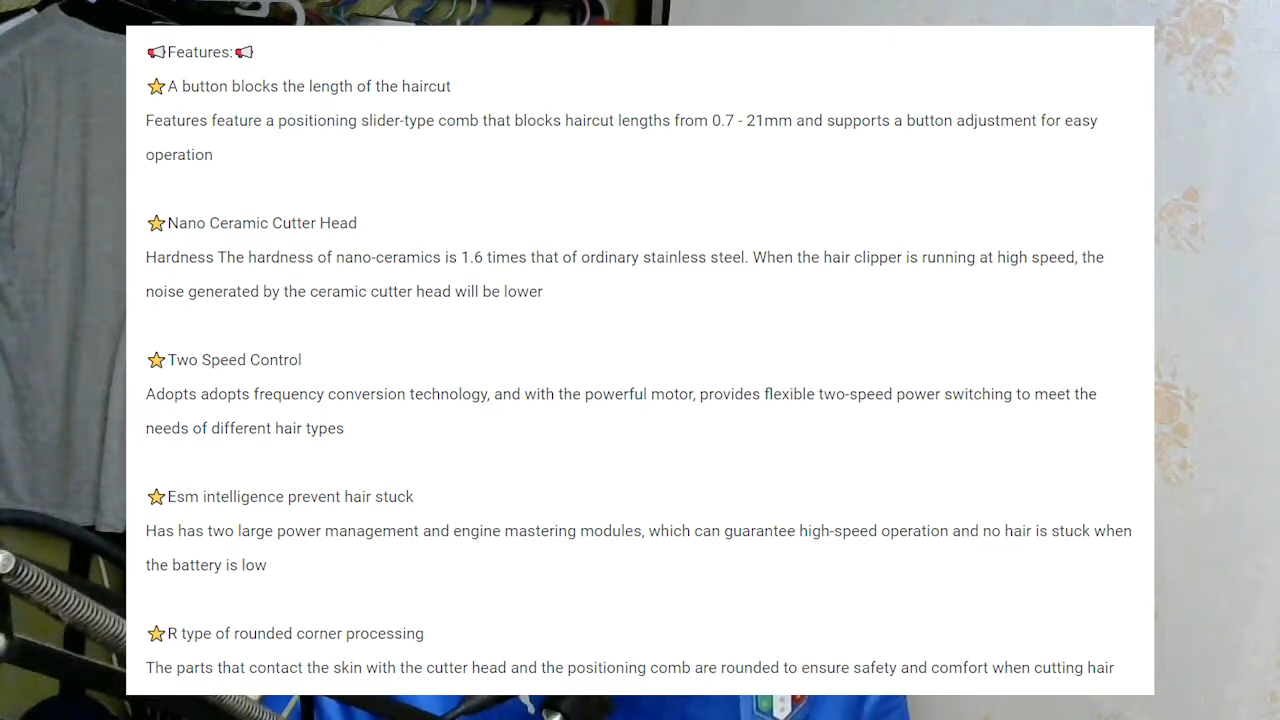 📢Features:📢
⭐A button blocks the length of the haircut
Features feature a positioning slider-type comb that blocks haircut lengths from 0.7 - 21mm and supports a button adjustment for easy
operation
⭐Nano Ceramic Cutter Head
Hardness The hardness of nano-ceramics is 1.6 times that of ordinary stainless steel. When the hair clipper is running at high speed, the
noise generated by the ceramic cutter head will be lower
⭐Two Speed Control
Adopts adopts frequency conversion technology, and with the powerful motor, provides flexible two-speed power switching to meet the
needs of different hair types
⭐Esm intelligence prevent hair stuck
Has has two large power management and engine mastering modules, which can guarantee high-speed operation and no hair is stuck when
the battery is low
⭐R type of rounded corner processing
The parts that contact the skin with the cutter head and the positioning comb are rounded to ensure safety and comfort when cutting hair